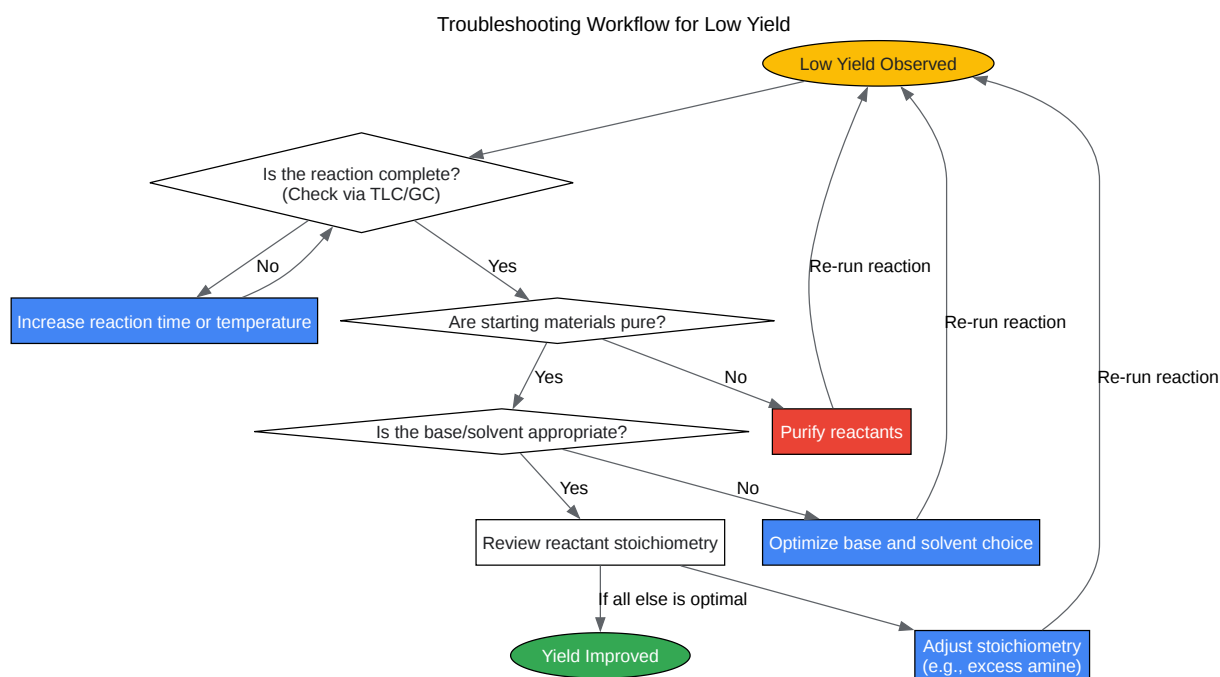 Troubleshooting Workflow for Low Yield
Low Yield Observed
Is the reaction complete?
(Check via TLC/GC)
No
Yes
Re-run reaction
Increase reaction time or temperature
Are starting materials pure?
Re-run reaction
Yes
No
Re-run reaction
Is the base/solvent appropriate?
Purify reactants
Yes
No
Review reactant stoichiometry
Optimize base and solvent choice
If all else is optimal
Yield Improved
Adjust stoichiometry
(e.g., excess amine)